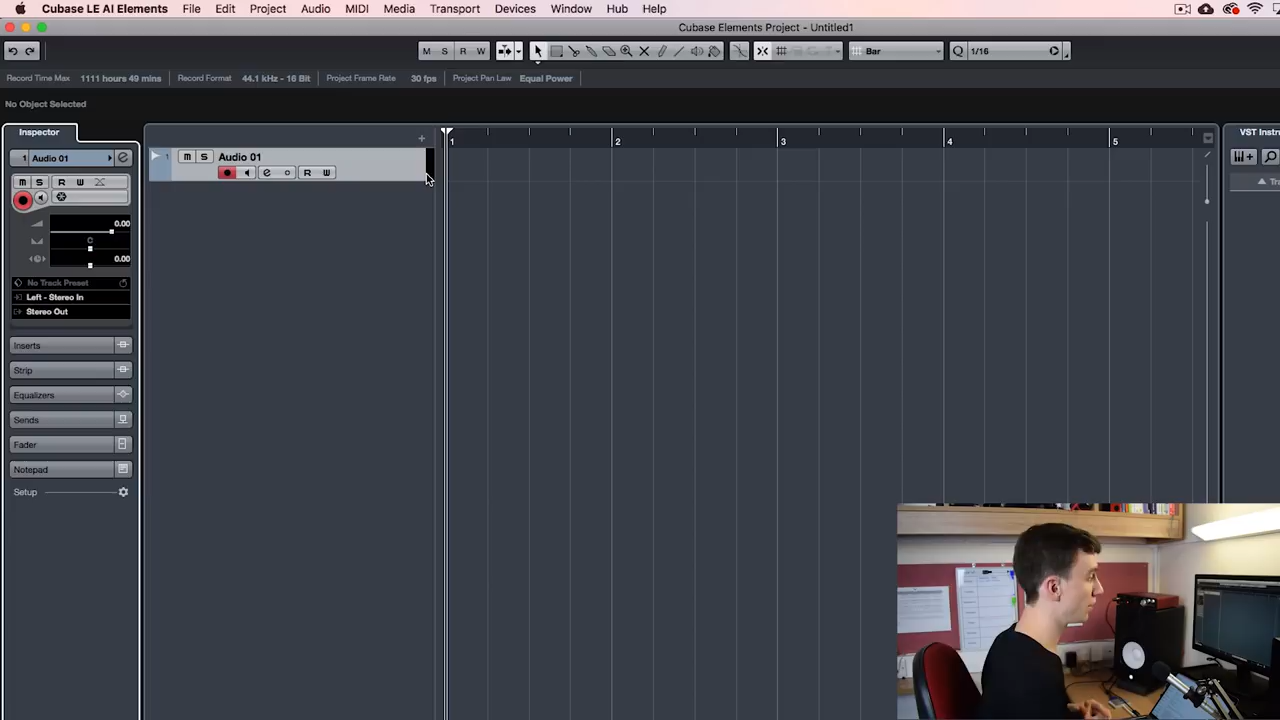 Cubase LE AI Elements File Edit Project Audio MIDI Media Transport Devices Window Hub Help
Cubase Elements Project - Untitled1
M S R W Bar Q 1/16
Record Time Max 1111 hours 49 mins Record Format 44.1 kHz - 16 Bit Project Frame Rate 30 fps Project Pan Law Equal Power
No Object Selected
Inspector
VST Instr
1 2 3 4 5
1 Audio 01
1 m S Audio 01
R W
m S R W
0.00
C
0.00
No Track Preset
Left - Stereo In
Stereo Out
Inserts
Strip
Equalizers
Sends
Fader
Notepad
Setup